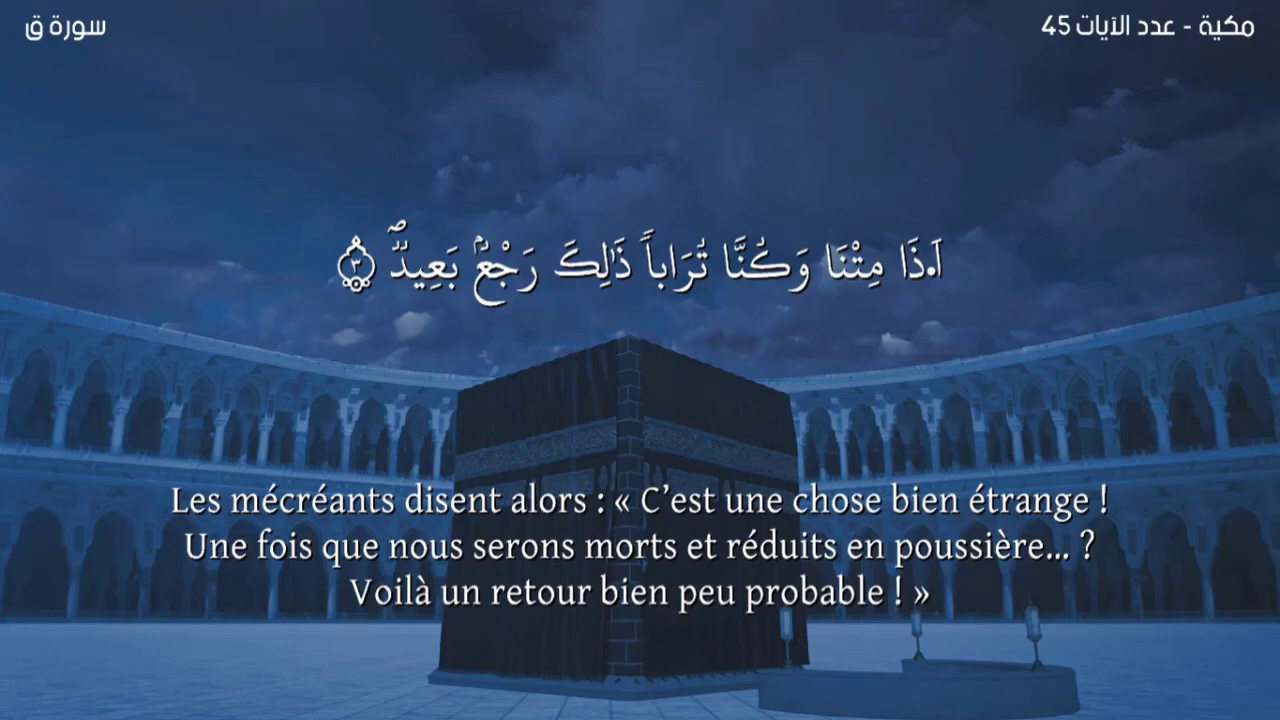 مكية - عدد الآيات 45
سورة ق
اَ.ذَا مِتْنَا وَكُنَّا تُرَاباً ذَٰلِكَ رَجْعُۢ بَعِيدٞۖ ٣
Les mécréants disent alors : « C’est une chose bien étrange !
Une fois que nous serons morts et réduits en poussière... ?
Voilà un retour bien peu probable ! »